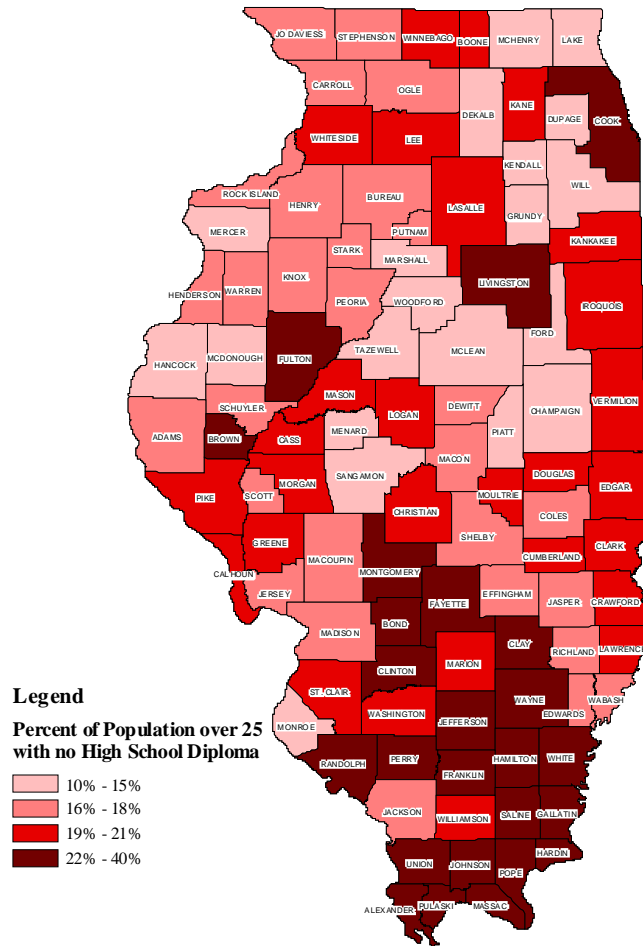 JO DAVIESS
STEPHENSON
WINNEBAGO
BOONE
MCHENRY
LAKE
CARROLL
OGLE
DEKALB
KANE
COOK
DUPAGE
WHITESIDE
LEE
KENDALL
WILL
ROCK ISLAND
HENRY
BUREAU
LASALLE
GRUNDY
MERCER
PUTNAM
KANKAKEE
STARK
MARSHALL
KNOX
LIVINGSTON
HENDERSON
WARREN
PEORIA
WOODFORD
IROQUOIS
FORD
TAZEWELL
MCLEAN
FULTON
HANCOCK
MCDONOUGH
MASON
VERMILION
SCHUYLER
LOGAN
DEWITT
CHAMPAIGN
ADAMS
BROWN
CASS
MENARD
PIATT
MACON
SANGAMON
DOUGLAS
PIKE
SCOTT
MORGAN
MOULTRIE
EDGAR
CHRISTIAN
COLES
GREENE
SHELBY
MACOUPIN
CUMBERLAND
CLARK
CALHOUN
MONTGOMERY
JERSEY
FAYETTE
EFFINGHAM
JASPER
CRAWFORD
BOND
MADISON
CLAY
RICHLAND
LAWRENCE
CLINTON
MARION
ST. CLAIR
WAYNE
WABASH
WASHINGTON
EDWARDS
JEFFERSON
MONROE
PERRY
HAMILTON
WHITE
RANDOLPH
FRANKLIN
JACKSON
WILLIAMSON
SALINE
GALLATIN
HARDIN
UNION
JOHNSON
POPE
ALEXANDER
PULASKI
MASSAC
Legend
Percent of Population over 25
with no High School Diploma
10% - 15%
16% - 18%
19% - 21%
22% - 40%